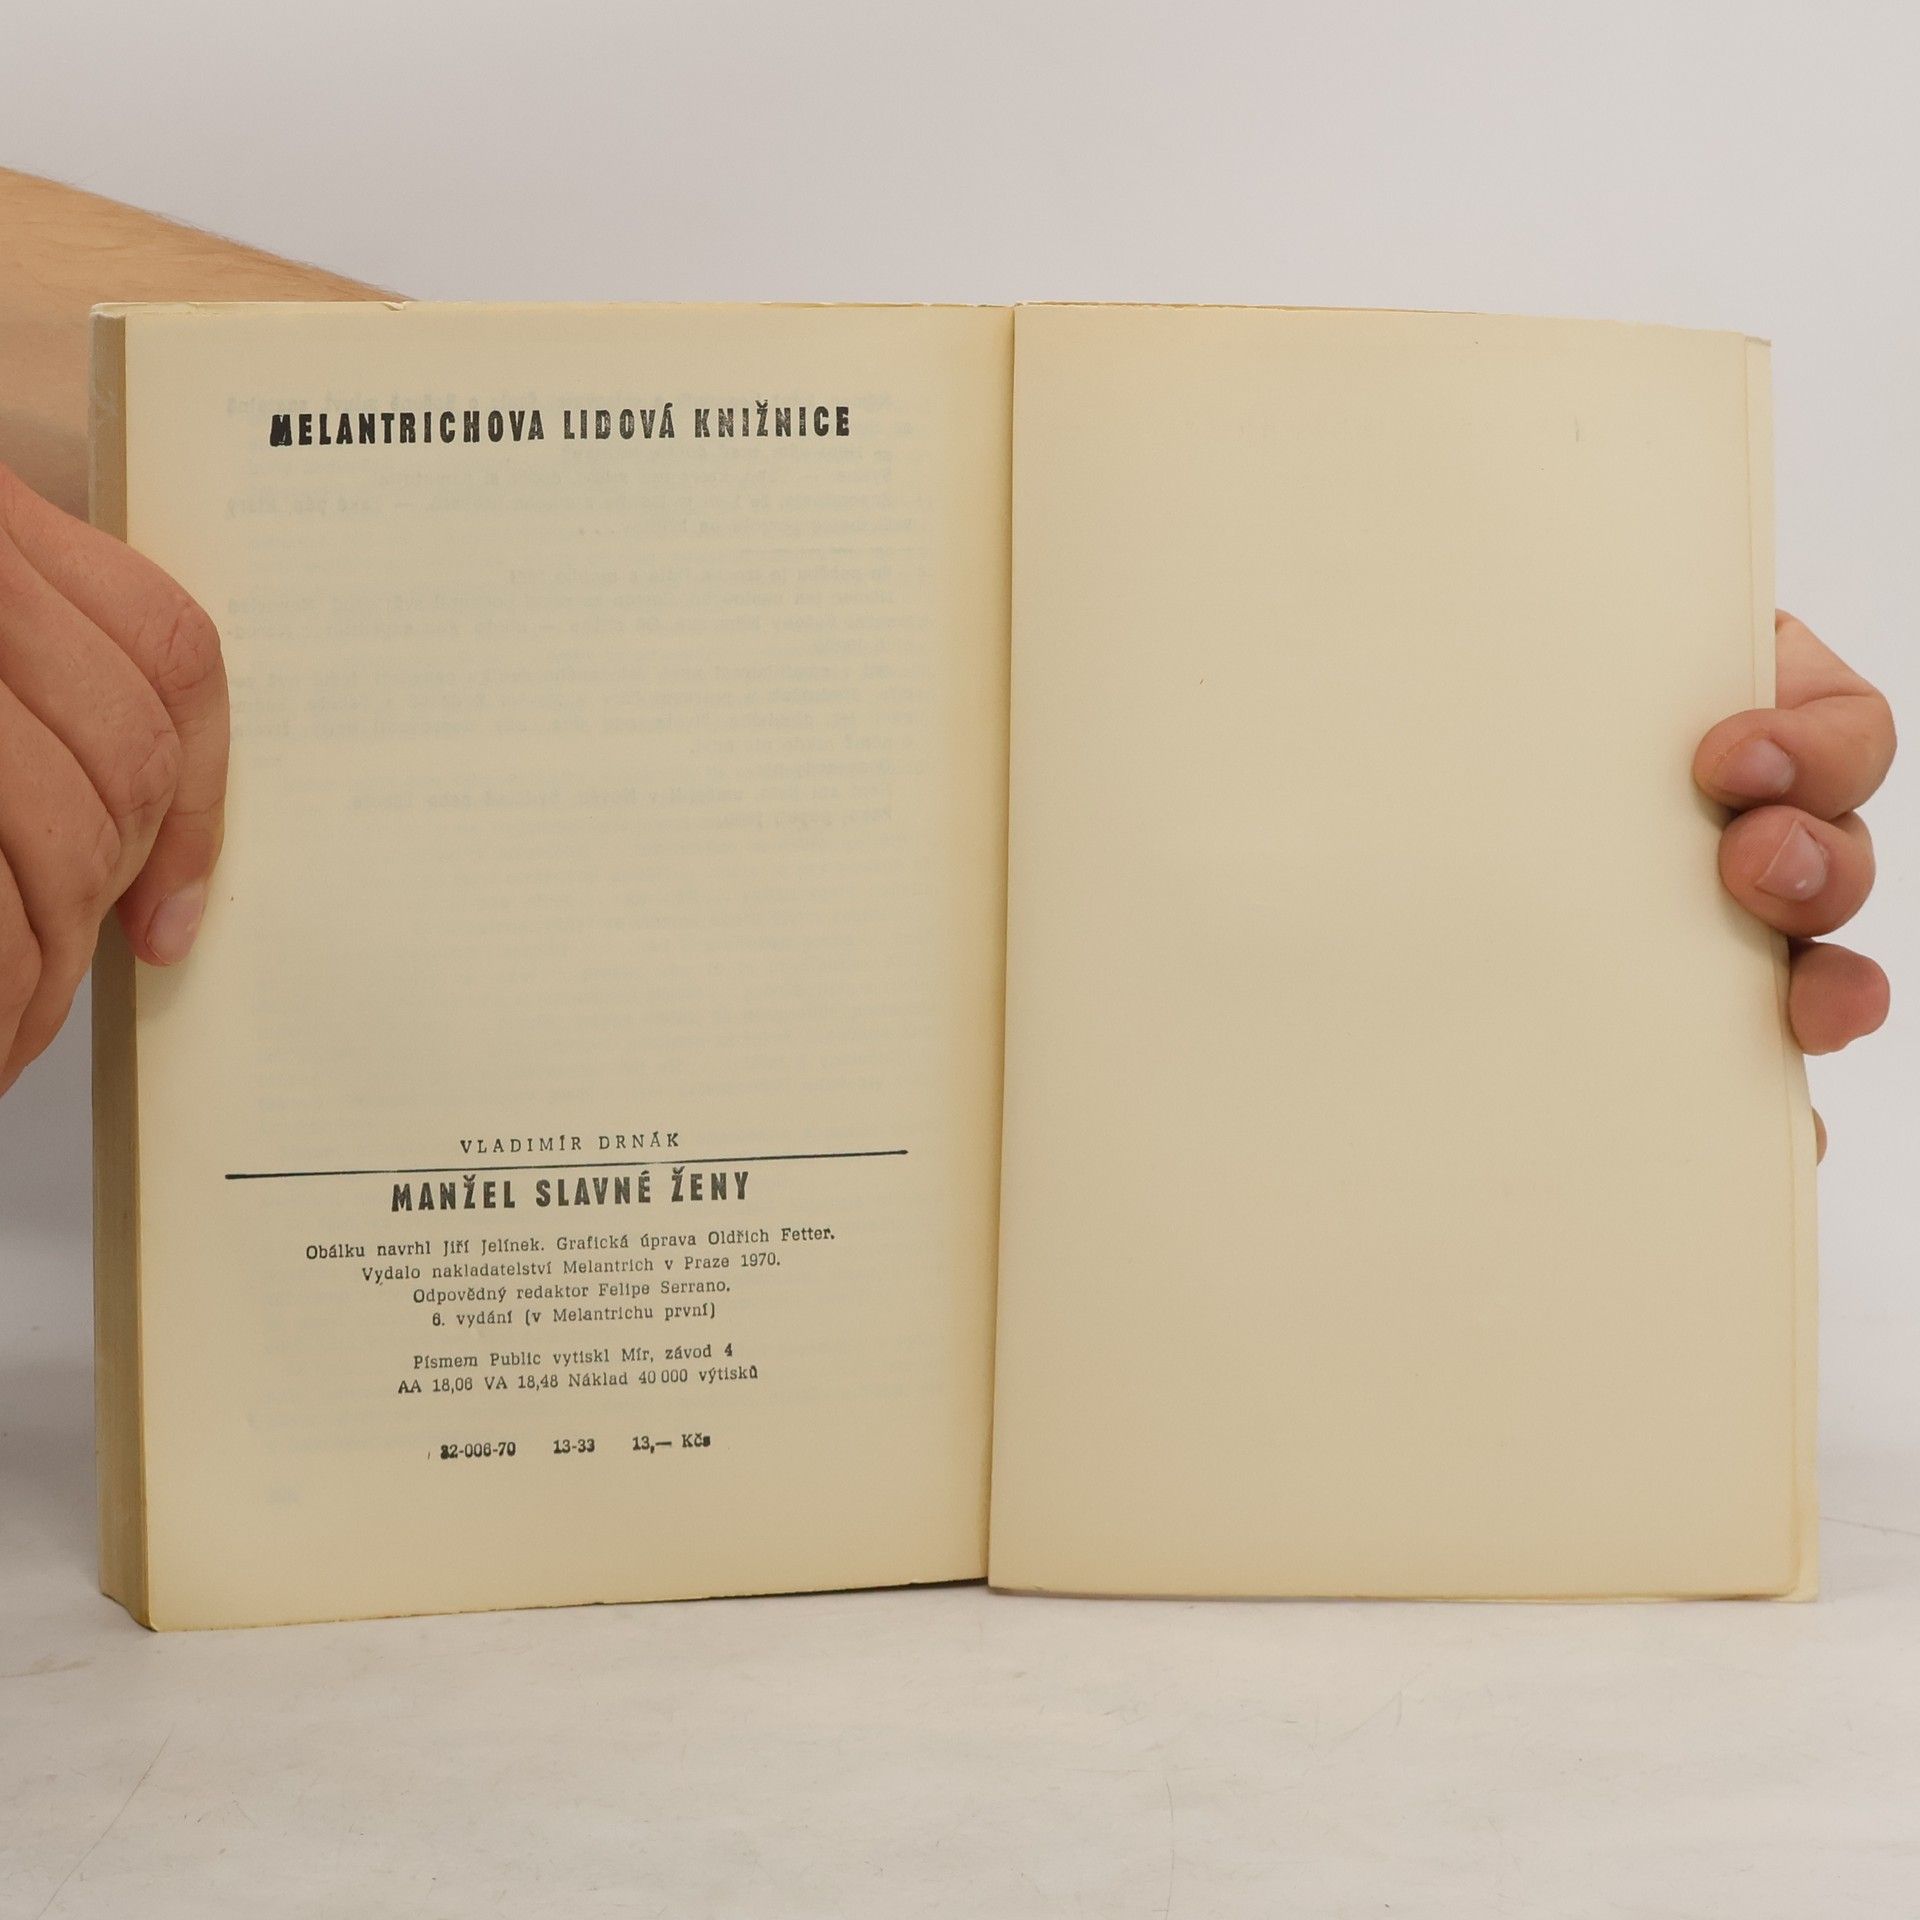 MELANTRICHOVA LIDOVÁ KNIŽNICE
VLADIMÍR DRNÁK
MANŽEL SLAVNÉ ŽENY
Obálku navrhl Jiří Jelínek. Grafická úprava Oldřich Fetter.
Vydalo nakladatelství Melantrich v Praze 1970.
Odpovědný redaktor Felipe Serrano.
6. vydání (v Melantrichu první)
Písmem Public vytiskl Mír, závod 4
AA 18,06 VA 18,48 Náklad 40 000 výtisků
32-006-70 13-33 13,— Kčs